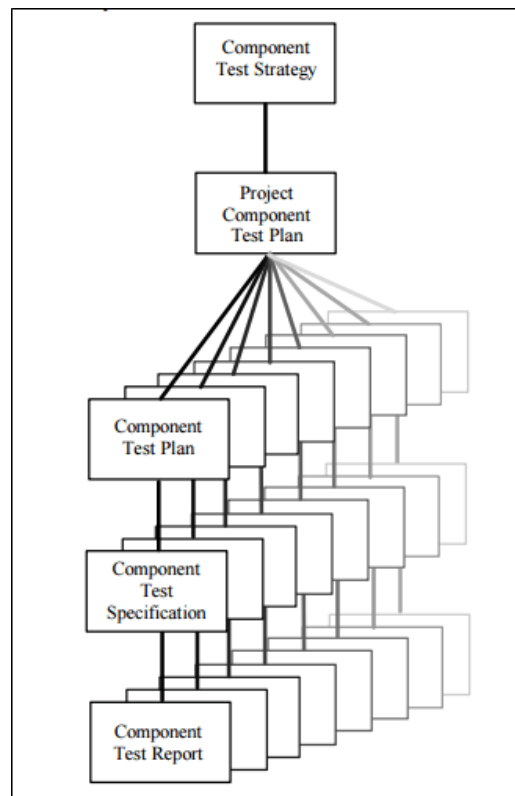 Component
Test Strategy
Project
Component
Test Plan
Component
Test Plan
Component
Test
Specification
Component
Test Report